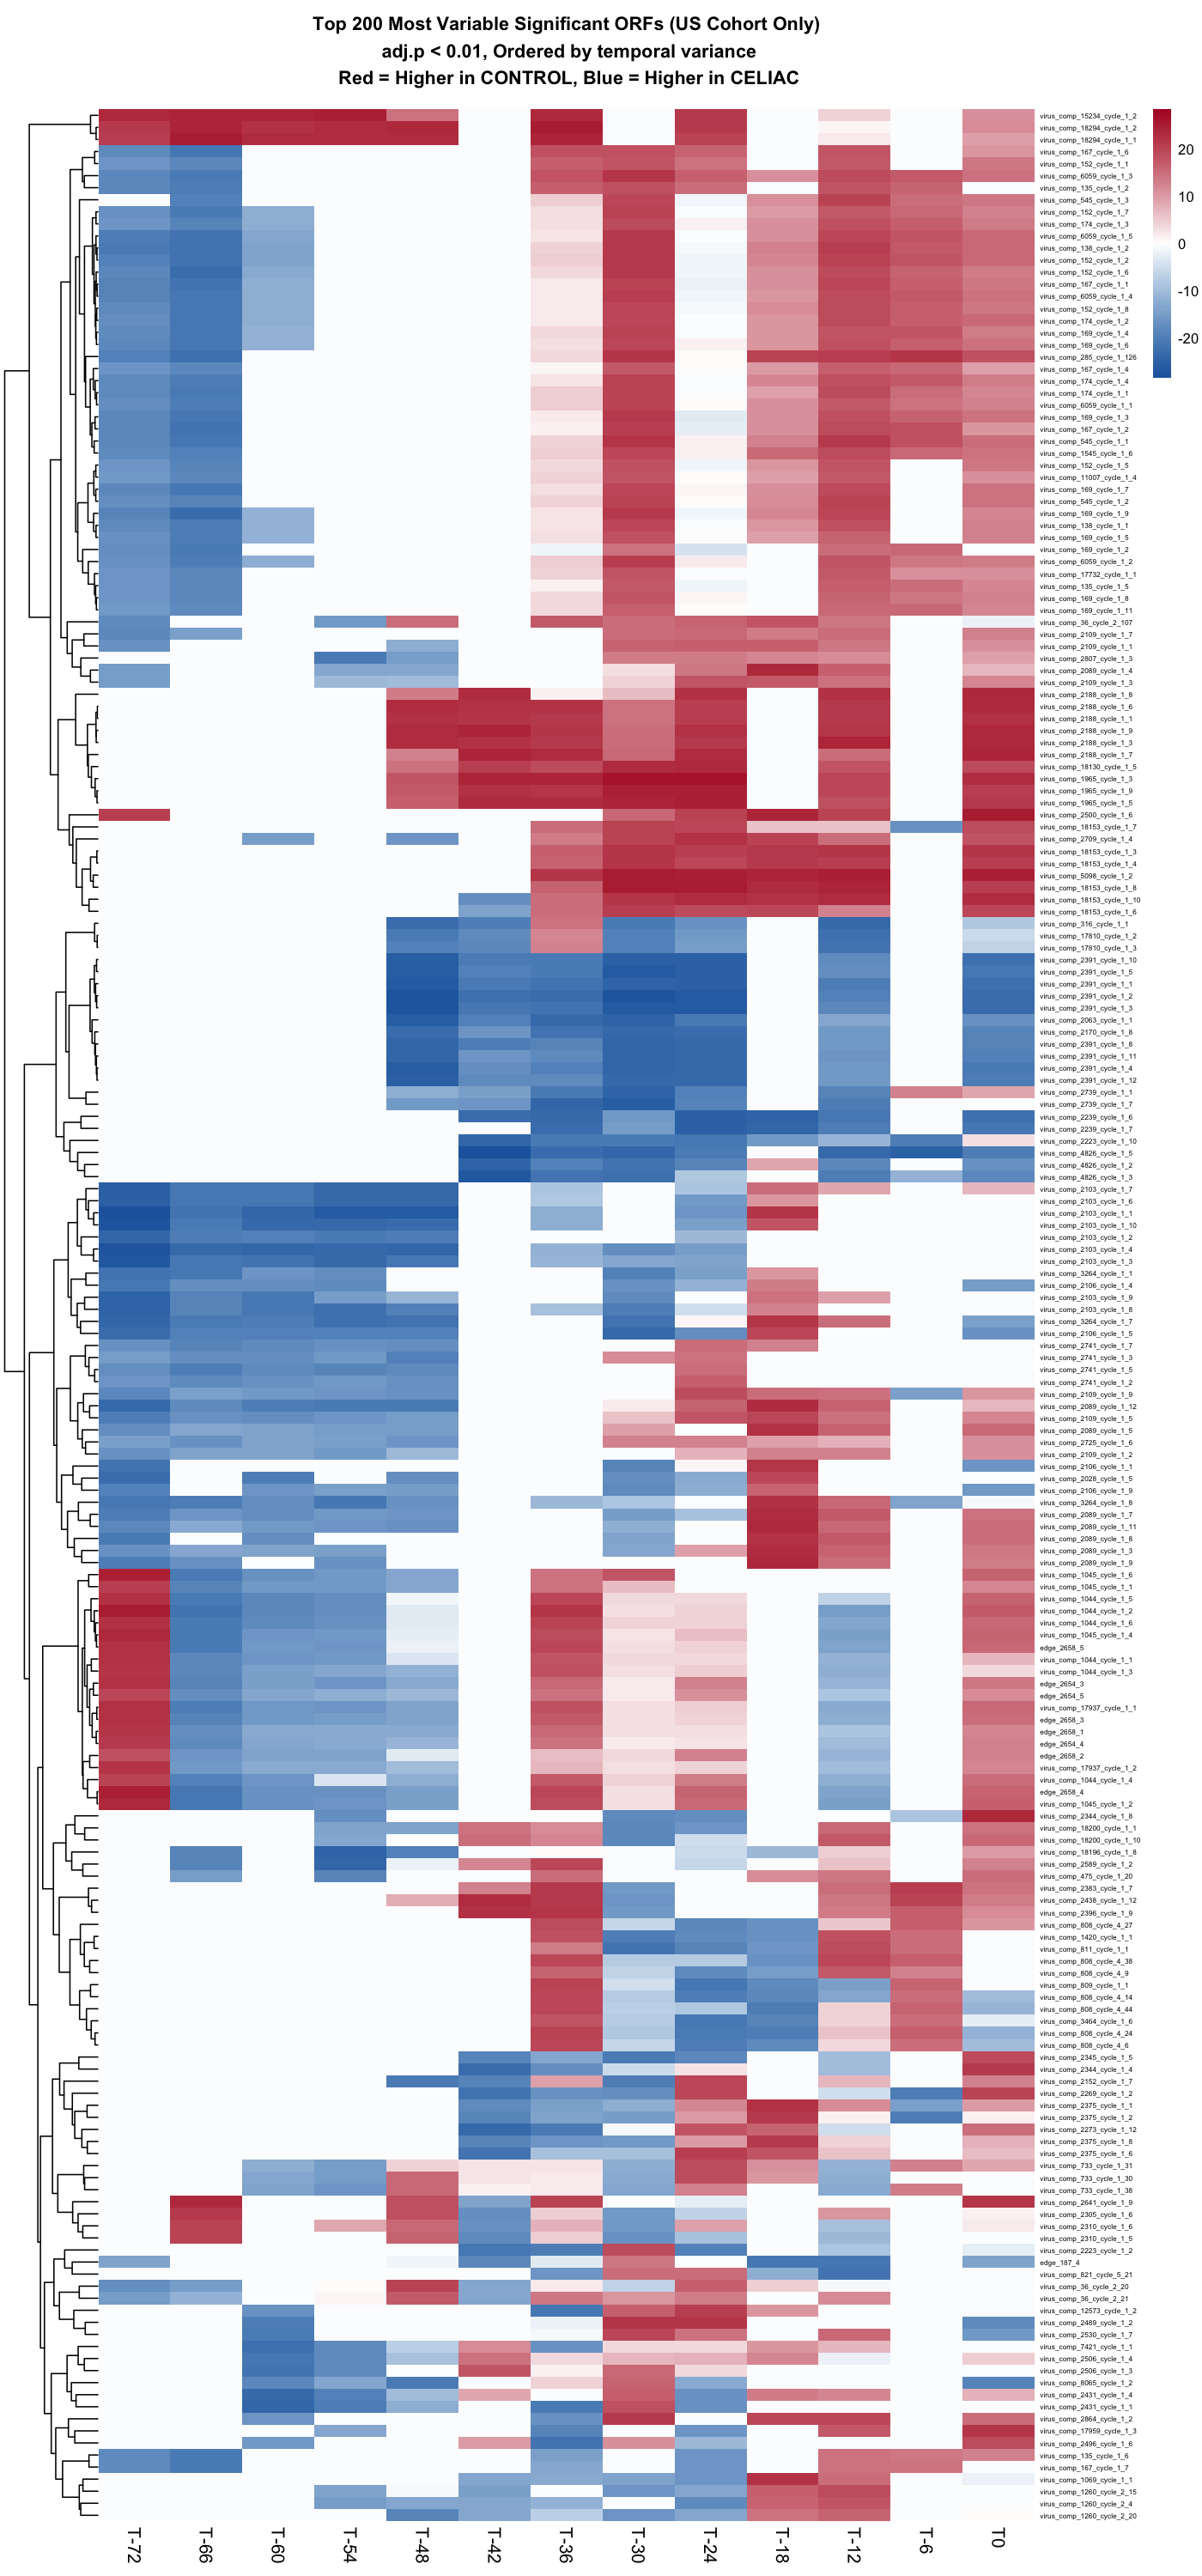 Top 200 Most Variable Significant ORFs (US Cohort Only)
adj.p < 0.01, Ordered by temporal variance
Red = Higher in CONTROL, Blue = Higher in CELIAC
virus_comp_15234_cycle_1_2
virus_comp_18294_cycle_1_2
virus_comp_18294_cycle_1_1
virus_comp_167_cycle_1_6
virus_comp_152_cycle_1_1
virus_comp_6059_cycle_1_3
virus_comp_135_cycle_1_2
virus_comp_545_cycle_1_3
virus_comp_152_cycle_1_7
virus_comp_174_cycle_1_3
virus_comp_6059_cycle_1_5
virus_comp_138_cycle_1_2
virus_comp_152_cycle_1_2
virus_comp_152_cycle_1_6
virus_comp_167_cycle_1_1
virus_comp_6059_cycle_1_4
virus_comp_152_cycle_1_8
virus_comp_174_cycle_1_2
virus_comp_169_cycle_1_4
virus_comp_169_cycle_1_6
virus_comp_285_cycle_1_126
virus_comp_167_cycle_1_4
virus_comp_174_cycle_1_4
virus_comp_174_cycle_1_1
virus_comp_6059_cycle_1_1
virus_comp_169_cycle_1_3
virus_comp_167_cycle_1_2
virus_comp_545_cycle_1_1
virus_comp_1545_cycle_1_6
virus_comp_152_cycle_1_5
virus_comp_11007_cycle_1_4
virus_comp_169_cycle_1_7
virus_comp_545_cycle_1_2
virus_comp_169_cycle_1_9
virus_comp_138_cycle_1_1
virus_comp_169_cycle_1_5
virus_comp_169_cycle_1_2
virus_comp_6059_cycle_1_2
virus_comp_17732_cycle_1_1
virus_comp_135_cycle_1_5
virus_comp_169_cycle_1_8
virus_comp_169_cycle_1_11
virus_comp_36_cycle_2_107
virus_comp_2109_cycle_1_7
virus_comp_2109_cycle_1_1
virus_comp_2807_cycle_1_3
virus_comp_2089_cycle_1_4
virus_comp_2109_cycle_1_3
virus_comp_2188_cycle_1_8
virus_comp_2188_cycle_1_6
virus_comp_2188_cycle_1_1
virus_comp_2188_cycle_1_9
virus_comp_2188_cycle_1_3
virus_comp_2188_cycle_1_7
virus_comp_18130_cycle_1_5
virus_comp_1965_cycle_1_3
virus_comp_1965_cycle_1_9
virus_comp_1965_cycle_1_5
virus_comp_2500_cycle_1_6
virus_comp_18153_cycle_1_7
virus_comp_2709_cycle_1_4
virus_comp_18153_cycle_1_3
virus_comp_18153_cycle_1_4
virus_comp_5098_cycle_1_2
virus_comp_18153_cycle_1_8
virus_comp_18153_cycle_1_10
virus_comp_18153_cycle_1_6
virus_comp_316_cycle_1_1
virus_comp_17810_cycle_1_2
virus_comp_17810_cycle_1_3
virus_comp_2391_cycle_1_10
virus_comp_2391_cycle_1_5
virus_comp_2391_cycle_1_1
virus_comp_2391_cycle_1_2
virus_comp_2391_cycle_1_3
virus_comp_2063_cycle_1_1
virus_comp_2170_cycle_1_8
virus_comp_2391_cycle_1_8
virus_comp_2391_cycle_1_11
virus_comp_2391_cycle_1_4
virus_comp_2391_cycle_1_12
virus_comp_2739_cycle_1_1
virus_comp_2739_cycle_1_7
virus_comp_2239_cycle_1_6
virus_comp_2239_cycle_1_7
virus_comp_2223_cycle_1_10
virus_comp_4826_cycle_1_5
virus_comp_4826_cycle_1_2
virus_comp_4826_cycle_1_3
virus_comp_2103_cycle_1_7
virus_comp_2103_cycle_1_6
virus_comp_2103_cycle_1_1
virus_comp_2103_cycle_1_10
virus_comp_2103_cycle_1_2
virus_comp_2103_cycle_1_4
virus_comp_2103_cycle_1_3
virus_comp_3264_cycle_1_1
virus_comp_2106_cycle_1_4
virus_comp_2103_cycle_1_9
virus_comp_2103_cycle_1_8
virus_comp_3264_cycle_1_7
virus_comp_2106_cycle_1_5
virus_comp_2741_cycle_1_7
virus_comp_2741_cycle_1_3
virus_comp_2741_cycle_1_5
virus_comp_2741_cycle_1_2
virus_comp_2109_cycle_1_9
virus_comp_2089_cycle_1_12
virus_comp_2109_cycle_1_5
virus_comp_2089_cycle_1_5
virus_comp_2725_cycle_1_6
virus_comp_2109_cycle_1_2
virus_comp_2106_cycle_1_1
virus_comp_2028_cycle_1_5
virus_comp_2106_cycle_1_9
virus_comp_3264_cycle_1_8
virus_comp_2089_cycle_1_7
virus_comp_2089_cycle_1_11
virus_comp_2089_cycle_1_8
virus_comp_2089_cycle_1_3
virus_comp_2089_cycle_1_9
virus_comp_1045_cycle_1_6
virus_comp_1045_cycle_1_1
virus_comp_1044_cycle_1_5
virus_comp_1044_cycle_1_2
virus_comp_1044_cycle_1_6
virus_comp_1045_cycle_1_4
edge_2658_5
virus_comp_1044_cycle_1_1
virus_comp_1044_cycle_1_3
edge_2654_3
edge_2654_5
virus_comp_17937_cycle_1_1
edge_2658_3
edge_2658_1
edge_2654_4
edge_2658_2
virus_comp_17937_cycle_1_2
virus_comp_1044_cycle_1_4
edge_2658_4
virus_comp_1045_cycle_1_2
virus_comp_2344_cycle_1_8
virus_comp_18200_cycle_1_1
virus_comp_18200_cycle_1_10
virus_comp_18196_cycle_1_8
virus_comp_2589_cycle_1_2
virus_comp_475_cycle_1_20
virus_comp_2383_cycle_1_7
virus_comp_2438_cycle_1_12
virus_comp_2396_cycle_1_9
virus_comp_808_cycle_4_27
virus_comp_1420_cycle_1_1
virus_comp_811_cycle_1_1
virus_comp_808_cycle_4_38
virus_comp_808_cycle_4_9
virus_comp_809_cycle_1_1
virus_comp_808_cycle_4_14
virus_comp_808_cycle_4_44
virus_comp_3464_cycle_1_6
virus_comp_808_cycle_4_24
virus_comp_808_cycle_4_6
virus_comp_2345_cycle_1_5
virus_comp_2344_cycle_1_4
virus_comp_2152_cycle_1_7
virus_comp_2269_cycle_1_2
virus_comp_2375_cycle_1_1
virus_comp_2375_cycle_1_2
virus_comp_2273_cycle_1_12
virus_comp_2375_cycle_1_8
virus_comp_2375_cycle_1_6
virus_comp_733_cycle_1_31
virus_comp_733_cycle_1_30
virus_comp_733_cycle_1_38
virus_comp_2641_cycle_1_9
virus_comp_2305_cycle_1_6
virus_comp_2310_cycle_1_6
virus_comp_2310_cycle_1_5
virus_comp_2223_cycle_1_2
edge_187_4
virus_comp_821_cycle_5_21
virus_comp_36_cycle_2_20
virus_comp_36_cycle_2_21
virus_comp_12573_cycle_1_2
virus_comp_2489_cycle_1_2
virus_comp_2530_cycle_1_7
virus_comp_7421_cycle_1_1
virus_comp_2506_cycle_1_4
virus_comp_2506_cycle_1_3
virus_comp_8065_cycle_1_2
virus_comp_2431_cycle_1_4
virus_comp_2431_cycle_1_1
virus_comp_2864_cycle_1_2
virus_comp_17959_cycle_1_3
virus_comp_2496_cycle_1_6
virus_comp_135_cycle_1_6
virus_comp_167_cycle_1_7
virus_comp_1069_cycle_1_1
virus_comp_1260_cycle_2_15
virus_comp_1260_cycle_2_4
virus_comp_1260_cycle_2_20
20
10
0
-10
-20
T-72
T-66
T-60
T-54
T-48
T-42
T-36
T-30
T-24
T-18
T-12
T-6
T0